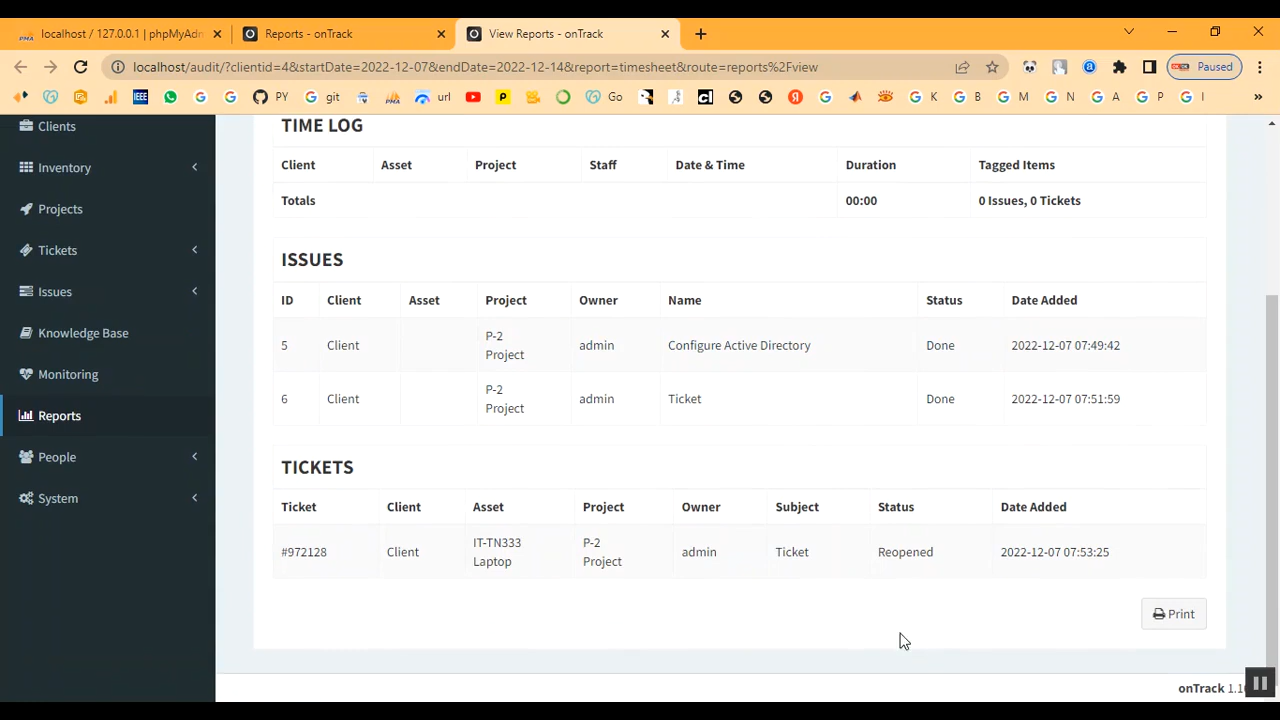 localhost / 127.0.0.1 | phpMyAdn
Reports - onTrack
View Reports - onTrack
localhost/audit/?clientid=4&startDate=2022-12-07&endDate=2022-12-14&report=timesheet&route=reports%2Fview
Paused
IEEE PY git PMA url Go K B M N A P I »
Clients
Inventory
Projects
Tickets
Issues
Knowledge Base
Monitoring
Reports
People
System
TIME LOG
Client Asset Project Staff Date & Time Duration Tagged Items
Totals 00:00 0 Issues, 0 Tickets
ISSUES
ID Client Asset Project Owner Name Status Date Added
5 Client P-2 Project admin Configure Active Directory Done 2022-12-07 07:49:42
6 Client P-2 Project admin Ticket Done 2022-12-07 07:51:59
TICKETS
Ticket Client Asset Project Owner Subject Status Date Added
#972128 Client IT-TN333 Laptop P-2 Project admin Ticket Reopened 2022-12-07 07:53:25
Print
onTrack